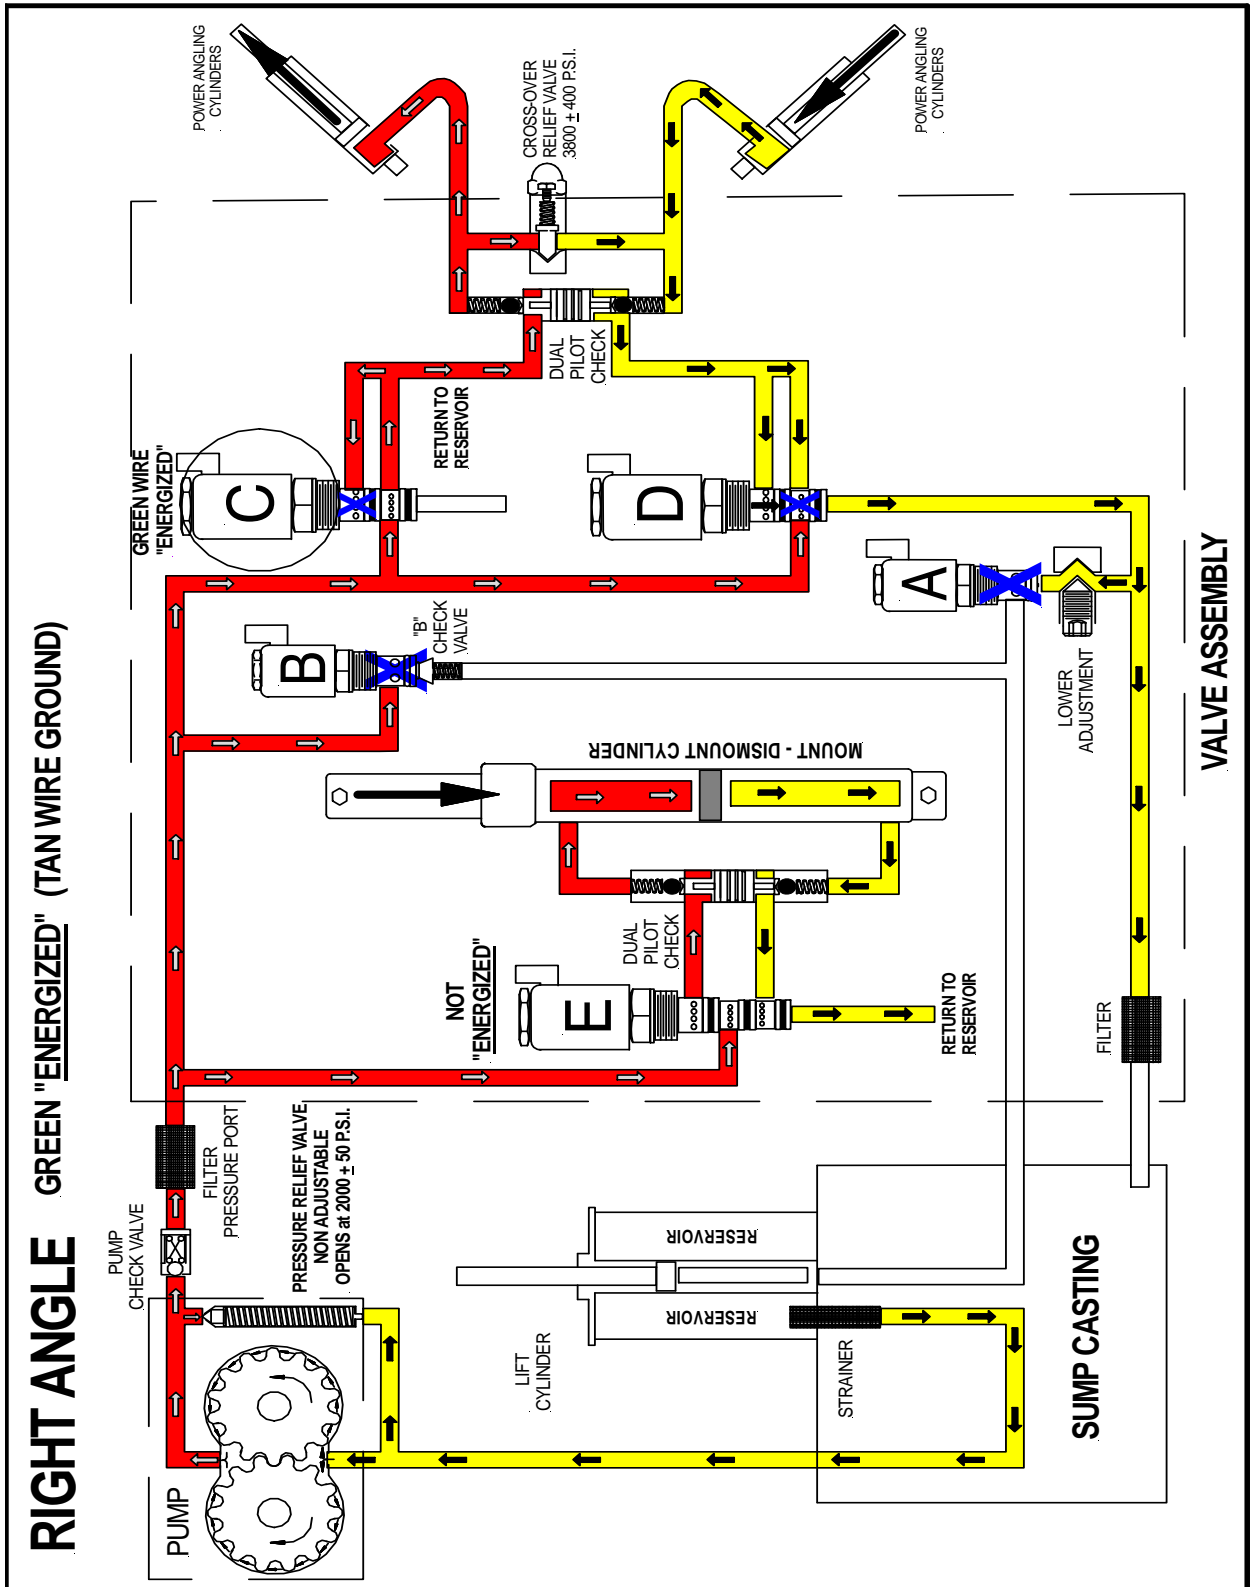 RIGHT ANGLE GREEN "ENERGIZED" (TAN WIRE GROUND)
PUMP
PUMP
CHECK VALVE
FILTER
PRESSURE PORT
PRESSURE RELIEF VALVE
NON ADJUSTABLE
OPENS at 2000 ± 50 P.S.I.
GREEN WIRE
"ENERGIZED"
C
B
"B"
CHECK
VALVE
RETURN TO
RESERVOIR
POWER ANGLING
CYLINDERS
CROSS-OVER
RELIEF VALVE
3800 ± 400 P.S.I.
DUAL
PILOT
CHECK
POWER ANGLING
CYLINDERS
D
A
LOWER
ADJUSTMENT
VALVE ASSEMBLY
MOUNT - DISMOUNT CYLINDER
DUAL
PILOT
CHECK
NOT
"ENERGIZED"
E
RETURN TO
RESERVOIR
FILTER
LIFT
CYLINDER
RESERVOIR
RESERVOIR
STRAINER
SUMP CASTING